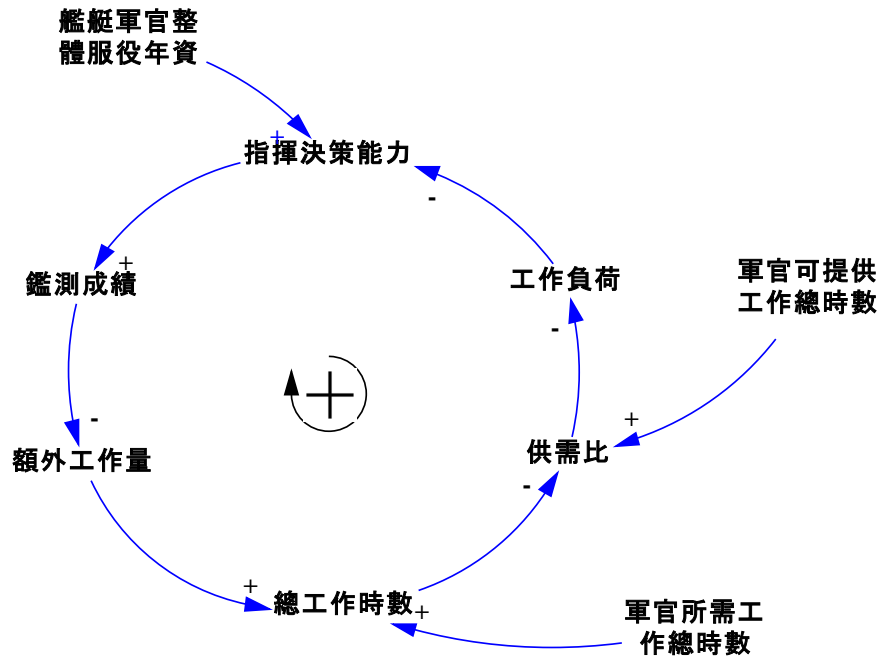 艦艇軍官整
體服役年資
+
指揮決策能力
-
+
鑑測成績
工作負荷
軍官可提供
工作總時數
-
-
+
額外工作量
供需比
-
+
總工作時數
+
軍官所需工
作總時數